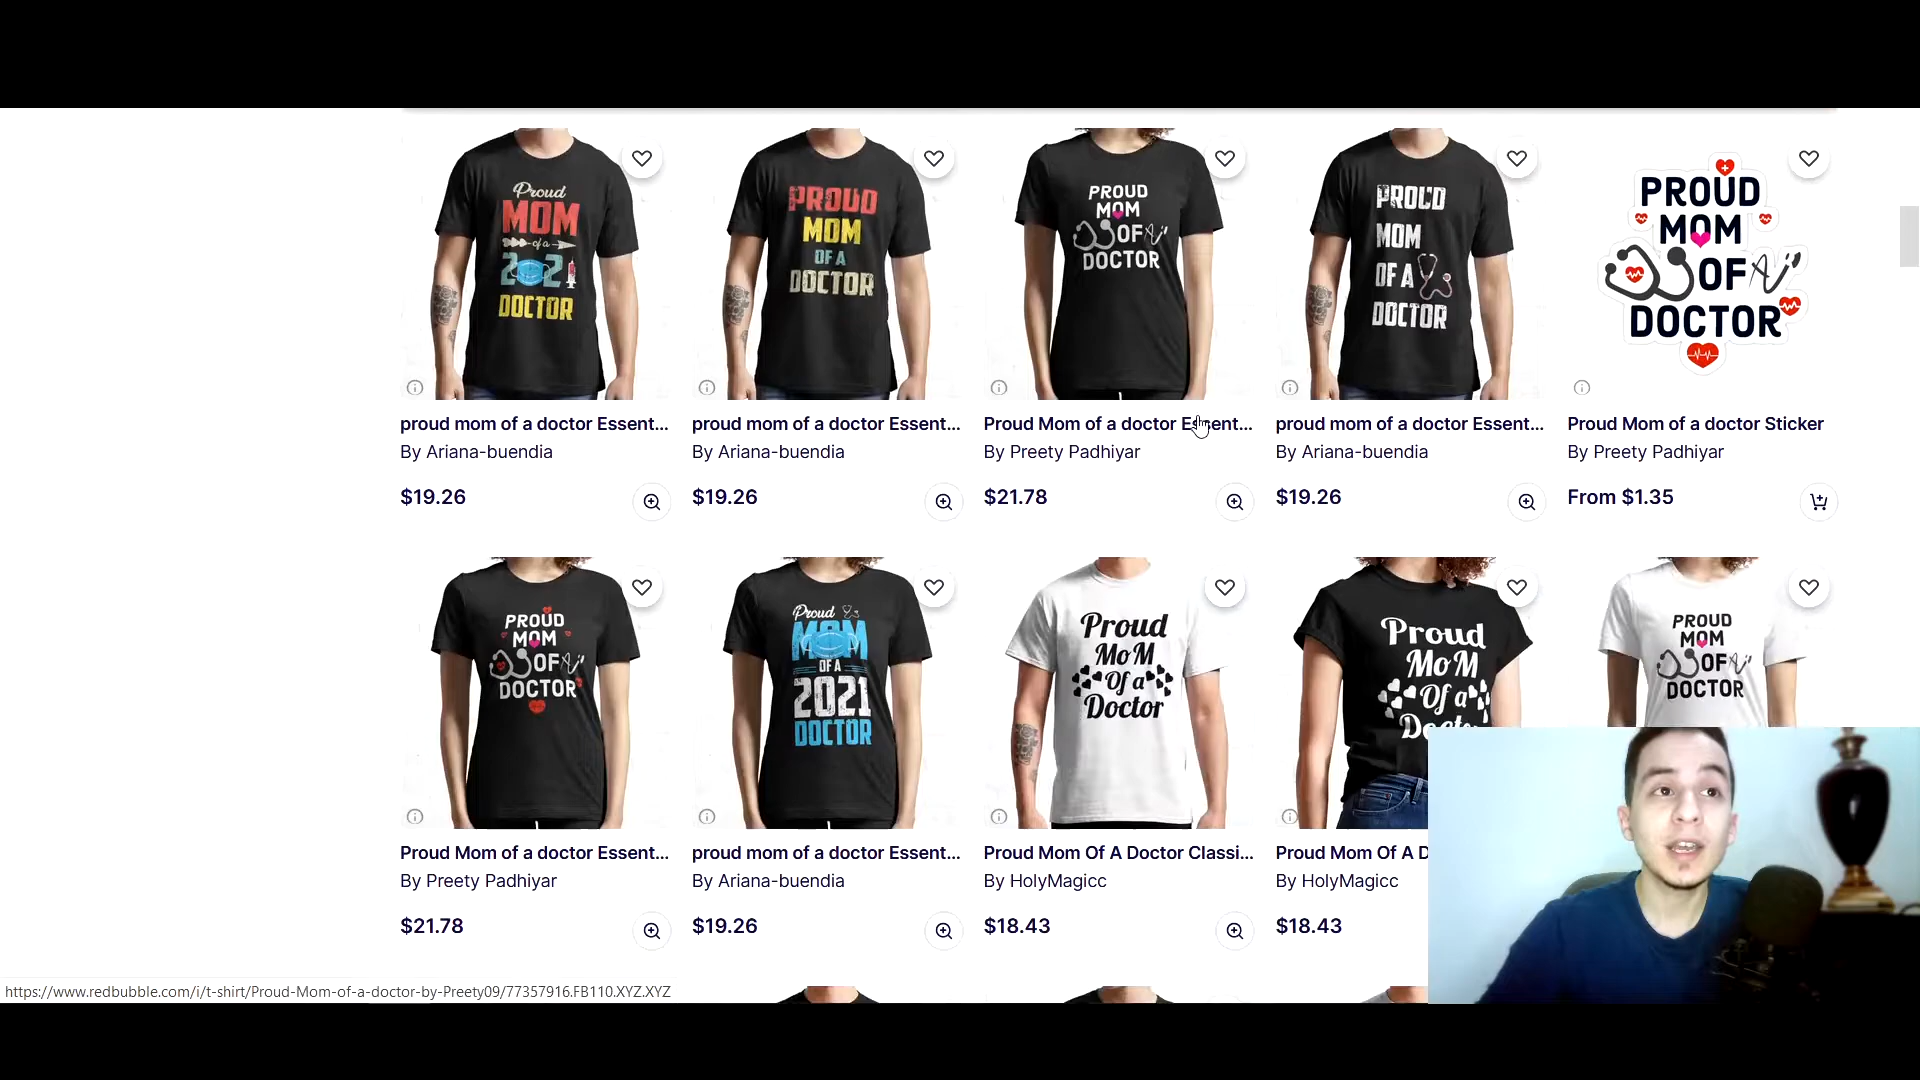 Proud
MOM
of a
2021
DOCTOR
PROUD
MOM
OF A
DOCTOR
PROUD
MOM
OF A
DOCTOR
PROUD
MOM
OF A
DOCTOR
PROUD
MOM
OF A
DOCTOR
proud mom of a doctor Essent...
By Ariana-buendia
$19.26
proud mom of a doctor Essent...
By Ariana-buendia
$19.26
Proud Mom of a doctor Essent...
By Preety Padhiyar
$21.78
proud mom of a doctor Essent...
By Ariana-buendia
$19.26
Proud Mom of a doctor Sticker
By Preety Padhiyar
From $1.35
PROUD
MOM
OF A
DOCTOR
Proud
MOM
OF A
2021
DOCTOR
Proud
MoM
Of a
Doctor
Proud
MoM
Of a
Doctor
PROUD
MOM
OF A
DOCTOR
Proud Mom of a doctor Essent...
By Preety Padhiyar
$21.78
proud mom of a doctor Essent...
By Ariana-buendia
$19.26
Proud Mom Of A Doctor Classi...
By HolyMagicc
$18.43
Proud Mom Of A D
By HolyMagicc
$18.43
https://www.redbubble.com/i/t-shirt/Proud-Mom-of-a-doctor-by-Preety09/77357916.FB110.XYZ.XYZ